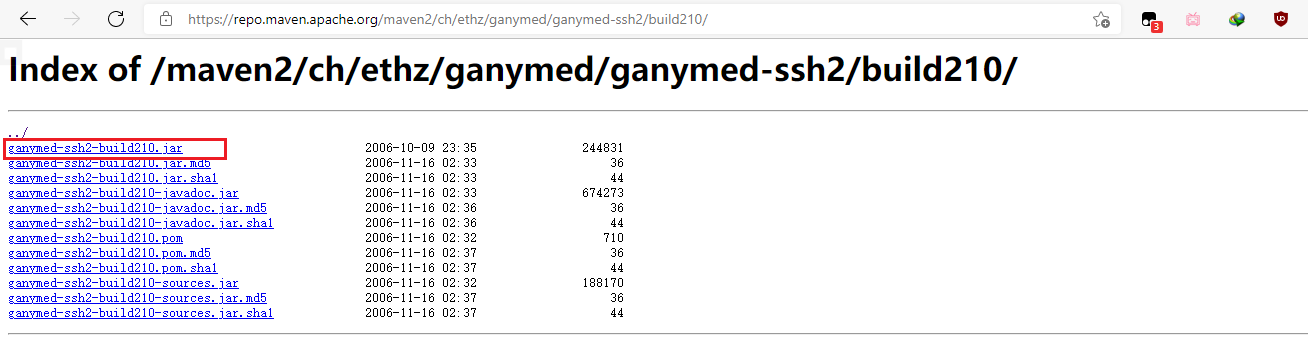 https://repo.maven.apache.org/maven2/ch/ethz/ganymed/ganymed-ssh2/build210/
3
UD
Index of /maven2/ch/ethz/ganymed/ganymed-ssh2/build210/
../
ganymed-ssh2-build210.jar 2006-10-09 23:35 244831
ganymed-ssh2-build210.jar.md5 2006-11-16 02:33 36
ganymed-ssh2-build210.jar.sha1 2006-11-16 02:33 44
ganymed-ssh2-build210-javadoc.jar 2006-11-16 02:33 674273
ganymed-ssh2-build210-javadoc.jar.md5 2006-11-16 02:36 36
ganymed-ssh2-build210-javadoc.jar.sha1 2006-11-16 02:36 44
ganymed-ssh2-build210.pom 2006-11-16 02:32 710
ganymed-ssh2-build210.pom.md5 2006-11-16 02:37 36
ganymed-ssh2-build210.pom.sha1 2006-11-16 02:37 44
ganymed-ssh2-build210-sources.jar 2006-11-16 02:32 188170
ganymed-ssh2-build210-sources.jar.md5 2006-11-16 02:37 36
ganymed-ssh2-build210-sources.jar.sha1 2006-11-16 02:37 44